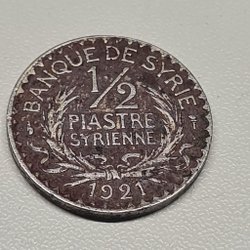 BANQUE DE SYRIE
1/2
PIASTRE
SYRIENNE
1921